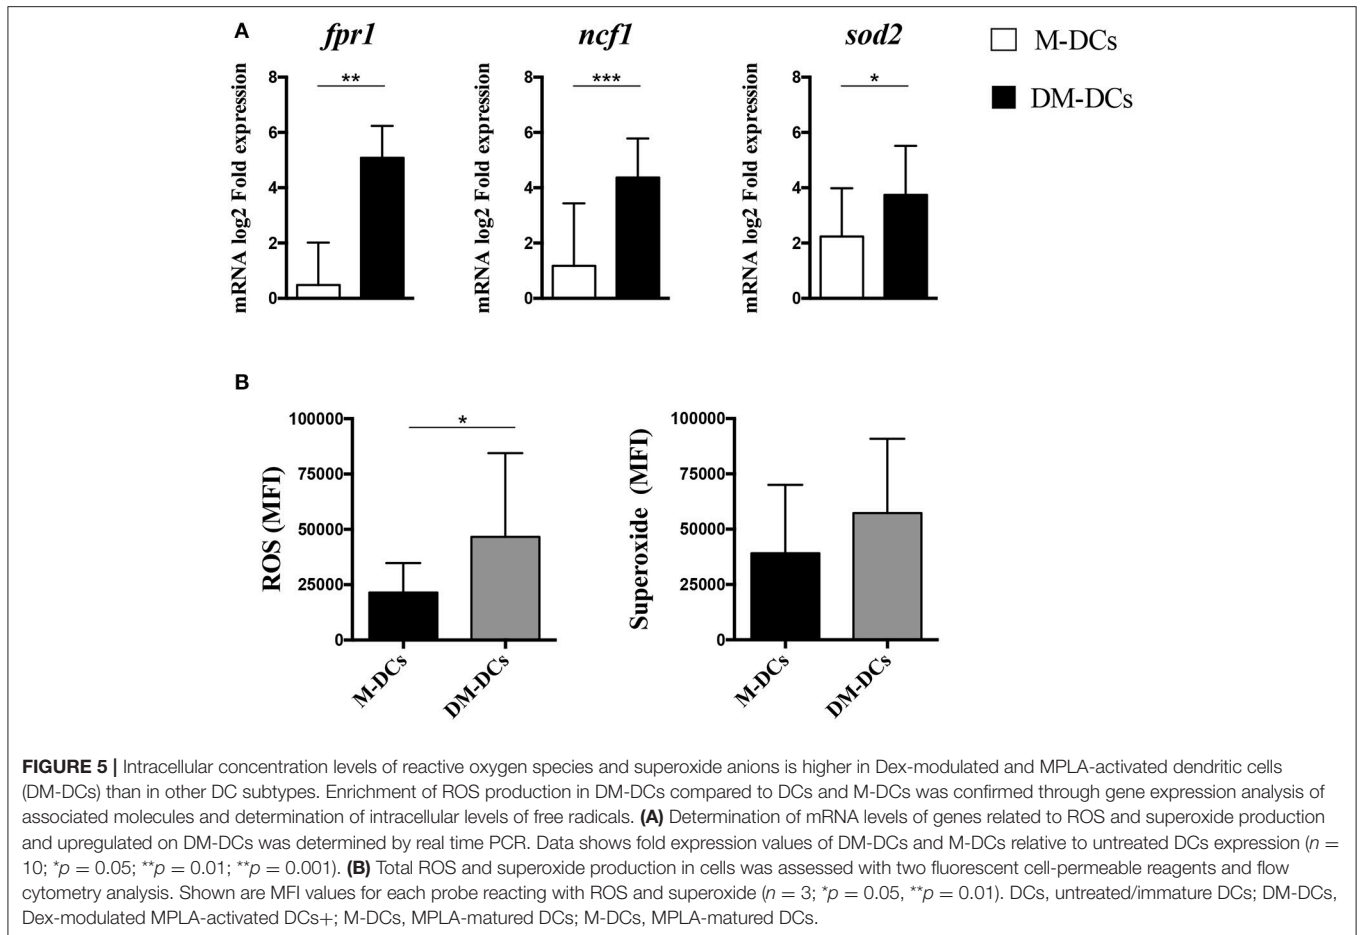 A
fpr1
ncf1
sod2
M-DCs
DM-DCs
mRNA log2 Fold expression
8
6
4
2
0
**
mRNA log2 Fold expression
8
6
4
2
0
***
mRNA log2 Fold expression
8
6
4
2
0
*
B
ROS (MFI)
100000
75000
50000
25000
0
*
M-DCs
DM-DCs
Superoxide (MFI)
100000
75000
50000
25000
0
M-DCs
DM-DCs
FIGURE 5 | Intracellular concentration levels of reactive oxygen species and superoxide anions is higher in Dex-modulated and MPLA-activated dendritic cells
(DM-DCs) than in other DC subtypes. Enrichment of ROS production in DM-DCs compared to DCs and M-DCs was confirmed through gene expression analysis of
associated molecules and determination of intracellular levels of free radicals. (A) Determination of mRNA levels of genes related to ROS and superoxide production
and upregulated on DM-DCs was determined by real time PCR. Data shows fold expression values of DM-DCs and M-DCs relative to untreated DCs expression (n =
10; *p = 0.05; **p = 0.01; **p = 0.001). (B) Total ROS and superoxide production in cells was assessed with two fluorescent cell-permeable reagents and flow
cytometry analysis. Shown are MFI values for each probe reacting with ROS and superoxide (n = 3; *p = 0.05, **p = 0.01). DCs, untreated/immature DCs; DM-DCs,
Dex-modulated MPLA-activated DCs+; M-DCs, MPLA-matured DCs; M-DCs, MPLA-matured DCs.